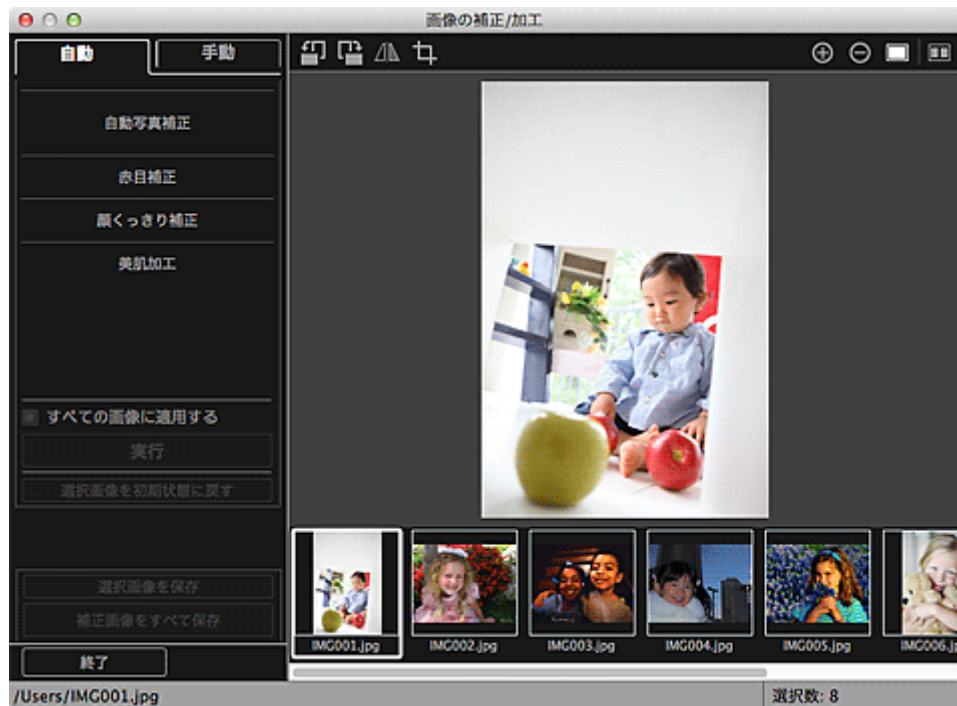 画像の補正/加工
自動
手動
自動写真補正
赤目補正
顔くっきり補正
美肌加工
すべての画像に適用する
実行
選択画像を初期状態に戻す
選択画像を保存
補正画像をすべて保存
終了
IMG001.jpg
IMG002.jpg
IMG003.jpg
IMG004.jpg
IMG005.jpg
IMG006.jp
/Users/IMG001.jpg
選択数: 8